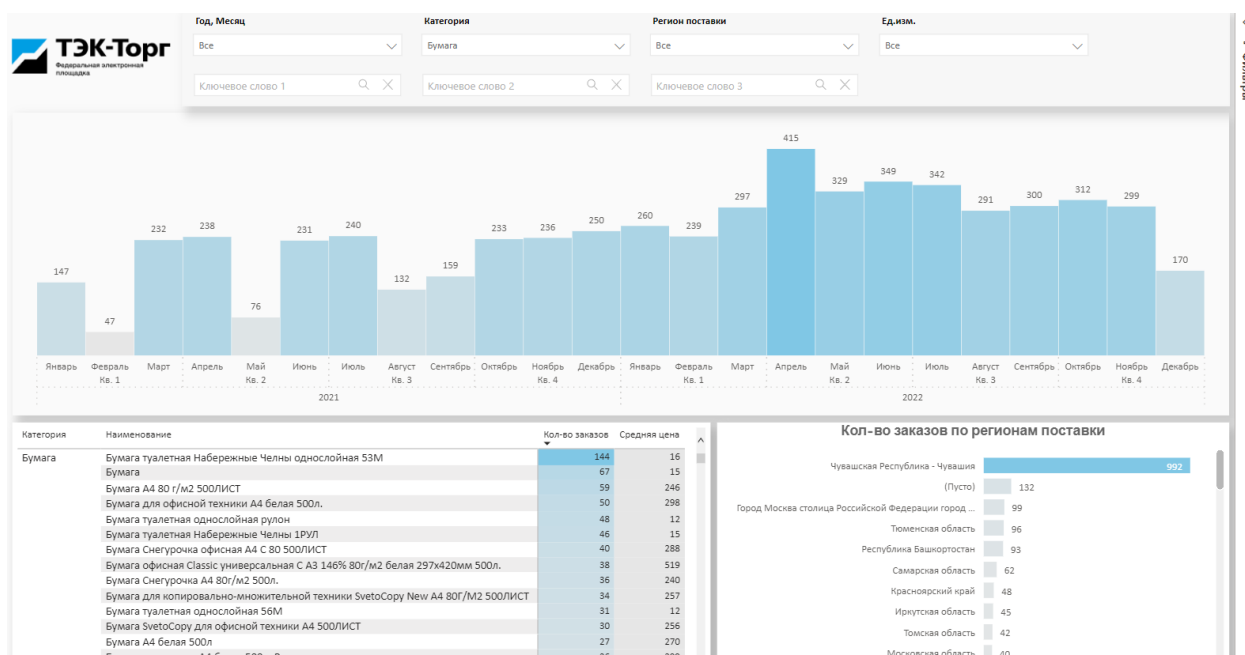 ТЭК-Торг
Федеральная электронная
площадка
Год, Месяц Категория Регион поставки Ед.изм.
Все Бумага Все Все
Ключевое слово 1 Ключевое слово 2 Ключевое слово 3
Фильтры
147 47 232 238 76 231 240 132 159 233 236 250 260 239 297 415 329 349 342 291 300 312 299 170
Январь Февраль Март Апрель Май Июнь Июль Август Сентябрь Октябрь Ноябрь Декабрь Январь Февраль Март Апрель Май Июнь Июль Август Сентябрь Октябрь Ноябрь Декабрь
Кв. 1 Кв. 2 Кв. 3 Кв. 4 Кв. 1 Кв. 2 Кв. 3 Кв. 4
2021 2022
Категория Наименование Кол-во заказов Средняя цена
Бумага Бумага туалетная Набережные Челны однослойная 53М 144 16
Бумага 67 15
Бумага А4 80 г/м2 500ЛИСТ 59 246
Бумага для офисной техники А4 белая 500л. 50 298
Бумага туалетная однослойная рулон 48 12
Бумага туалетная Набережные Челны 1РУЛ 46 15
Бумага Снегурочка офисная А4 С 80 500ЛИСТ 40 288
Бумага офисная Classic универсальная С А3 146% 80г/м2 белая 297х420мм 500л. 38 519
Бумага Снегурочка А4 80г/м2 500л. 36 240
Бумага для копировально-множительной техники SvetoCopy New А4 80Г/М2 500ЛИСТ 34 257
Бумага туалетная однослойная 56М 31 12
Бумага SvetoCopy для офисной техники А4 500ЛИСТ 30 256
Бумага А4 белая 500л 27 270
Кол-во заказов по регионам поставки
Чувашская Республика - Чувашия 992
(Пусто) 132
Город Москва столица Российской Федерации город ... 99
Тюменская область 96
Республика Башкортостан 93
Самарская область 62
Красноярский край 48
Иркутская область 45
Томская область 42
Московская область 40